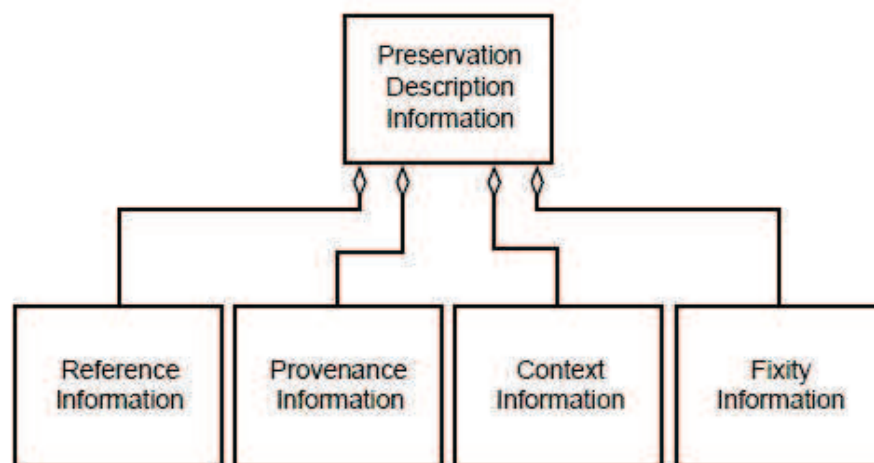 Preservation
Description
Information
Reference
Information
Provenance
Information
Context
Information
Fixity
Information